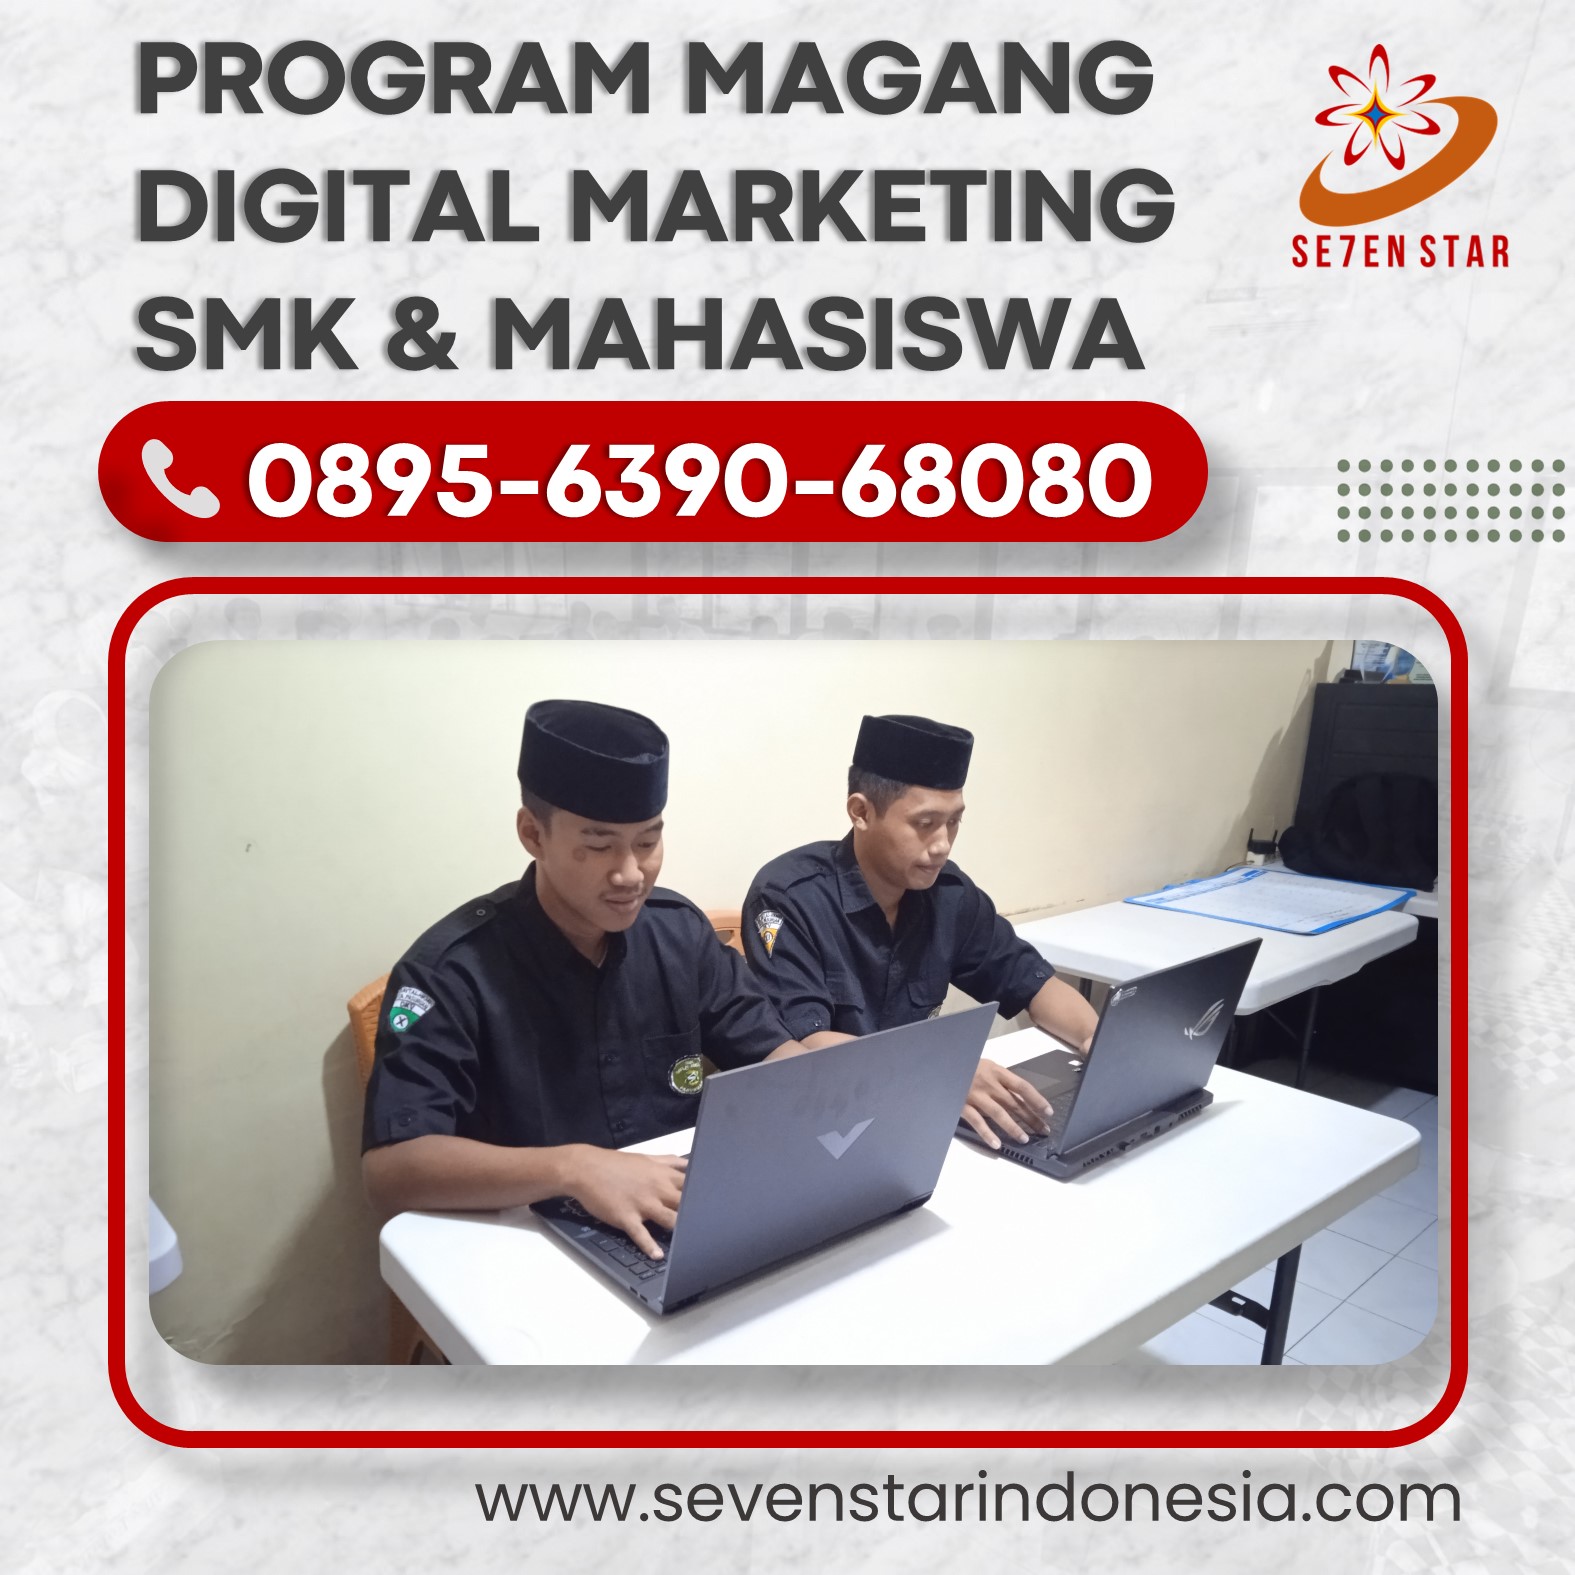 PROGRAM MAGANG
DIGITAL MARKETING
SMK & MAHASISWA
SE7EN STAR
0895-6390-68080
www.sevenstarindonesia.com